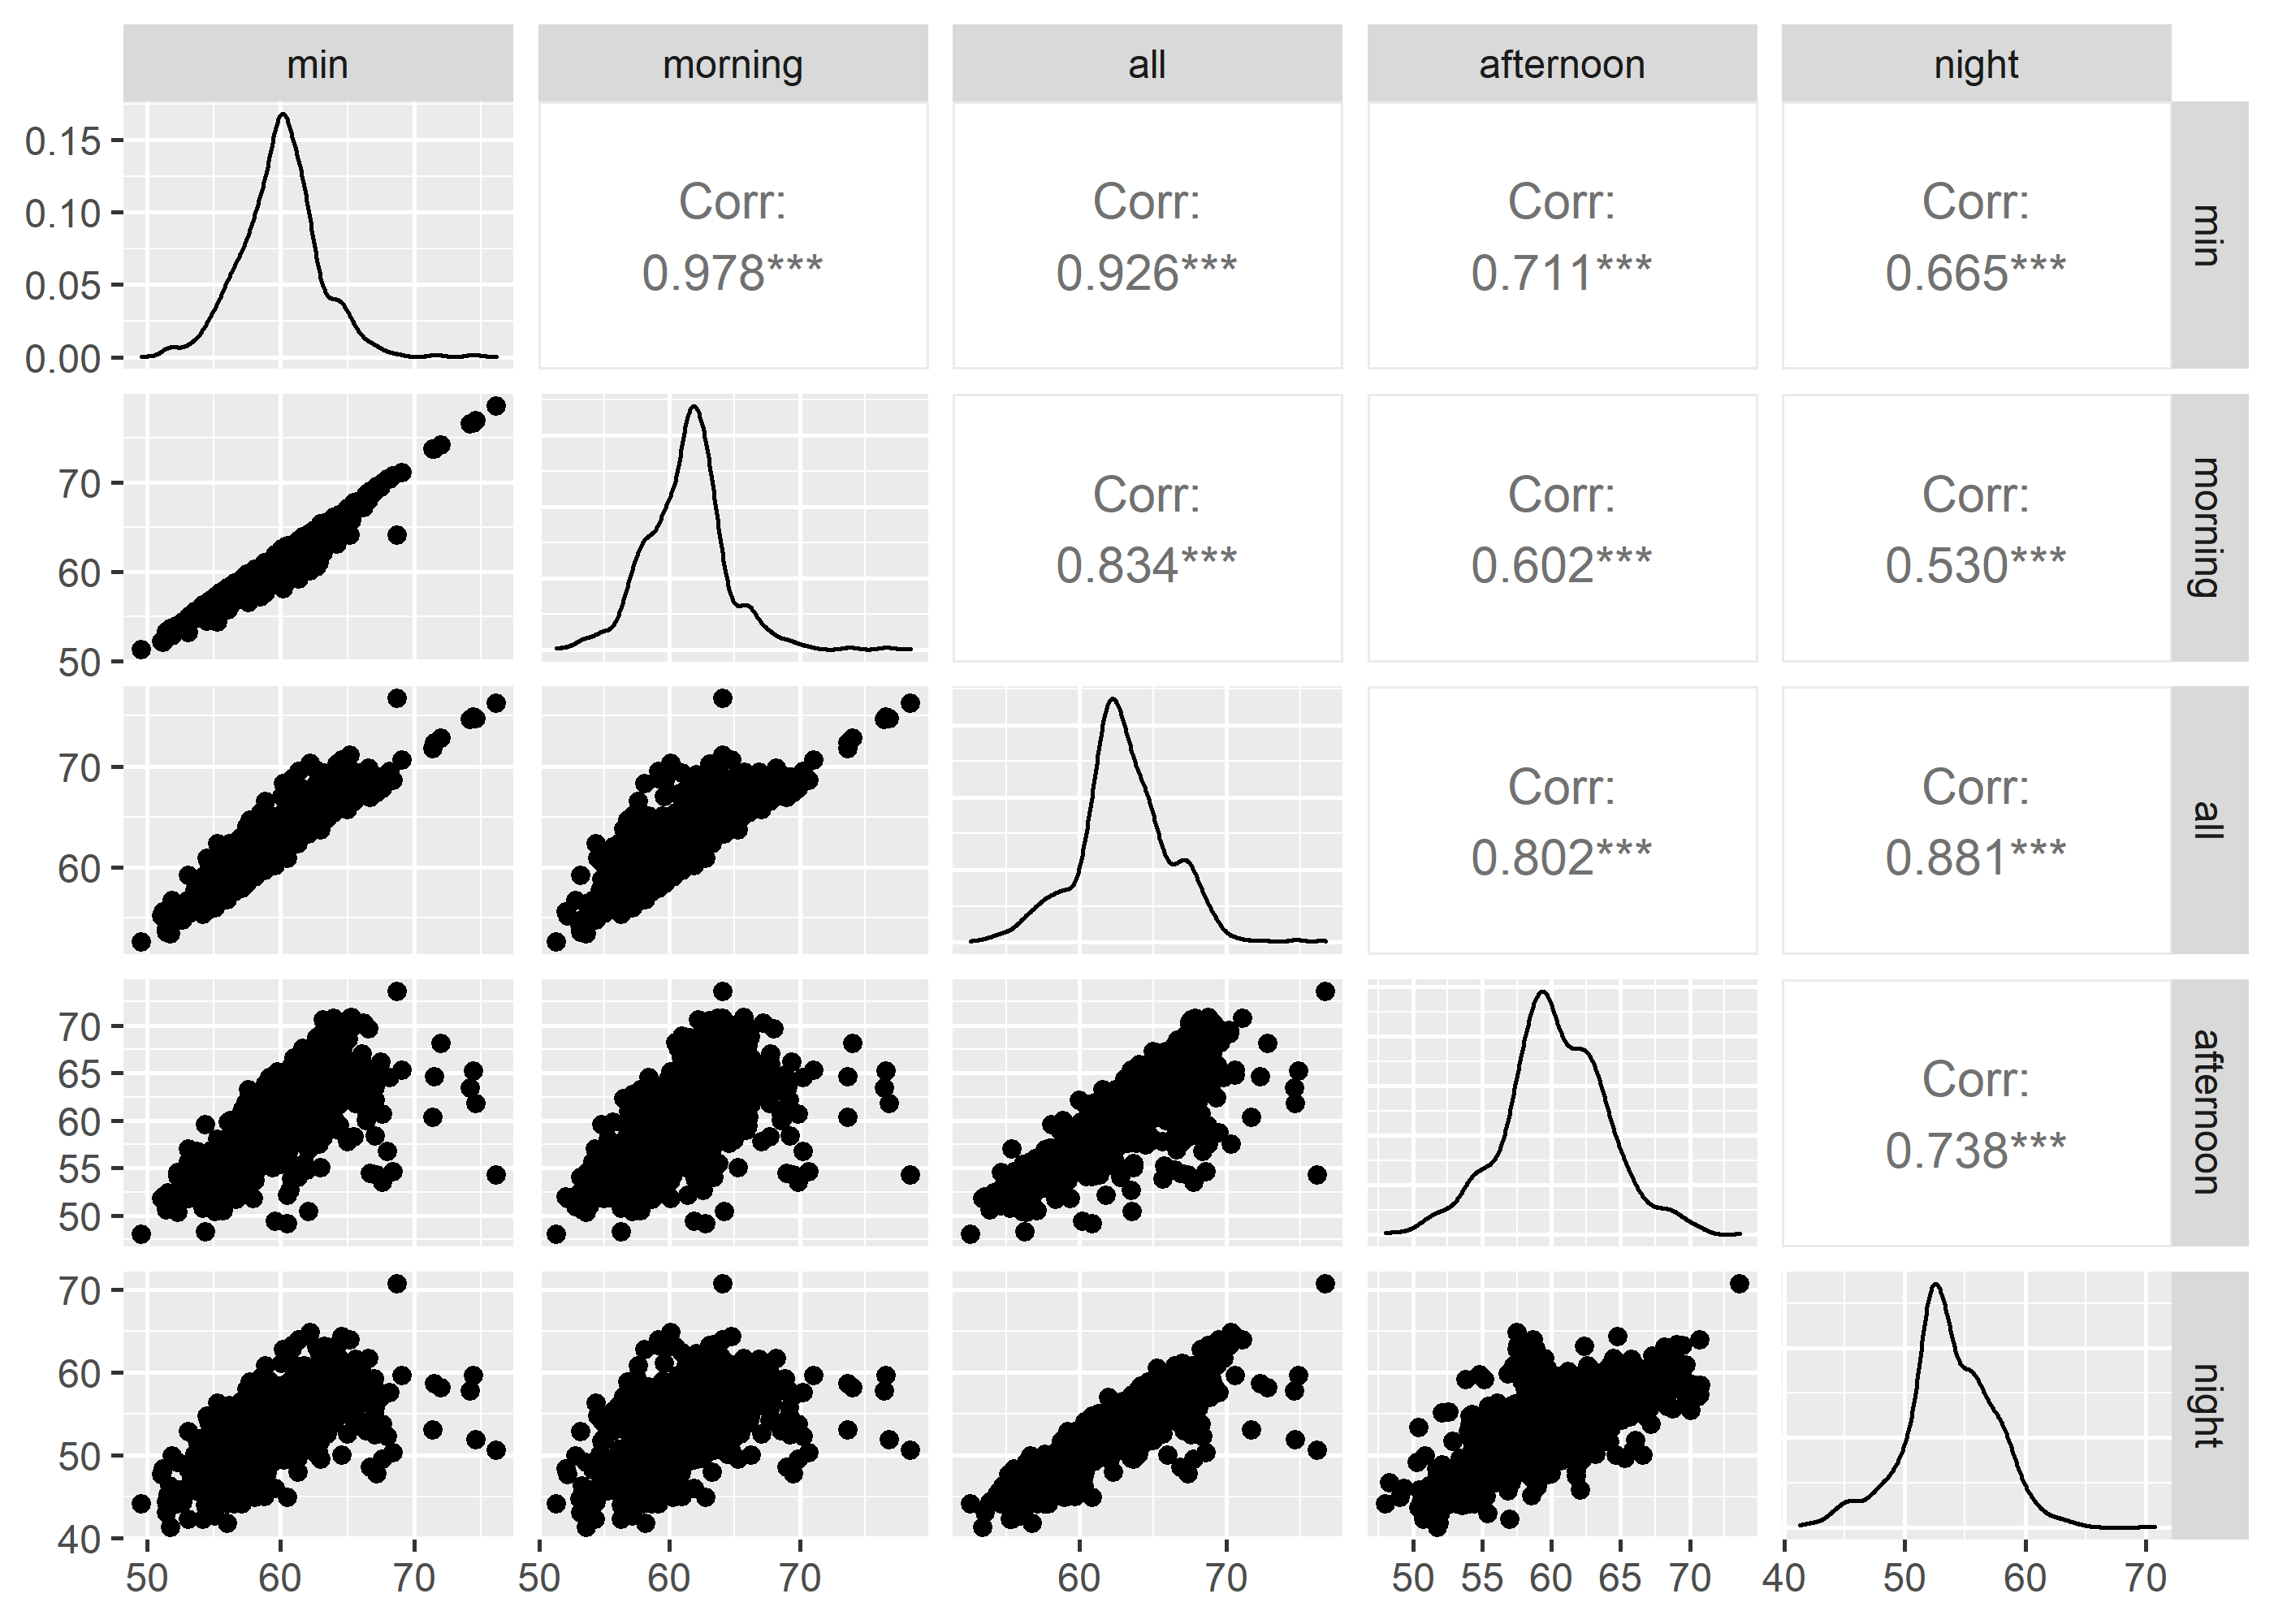 min morning all afternoon night
0.15
0.10
0.05
0.00
Corr:
0.978***
Corr:
0.926***
Corr:
0.711***
Corr:
0.665***
min
70
60
50
Corr:
0.834***
Corr:
0.602***
Corr:
0.530***
morning
70
60
Corr:
0.802***
Corr:
0.881***
all
70
65
60
55
50
Corr:
0.738***
afternoon
70
60
50
40
night
50 60 70 50 60 70 60 70 50 55 60 65 70 40 50 60 70